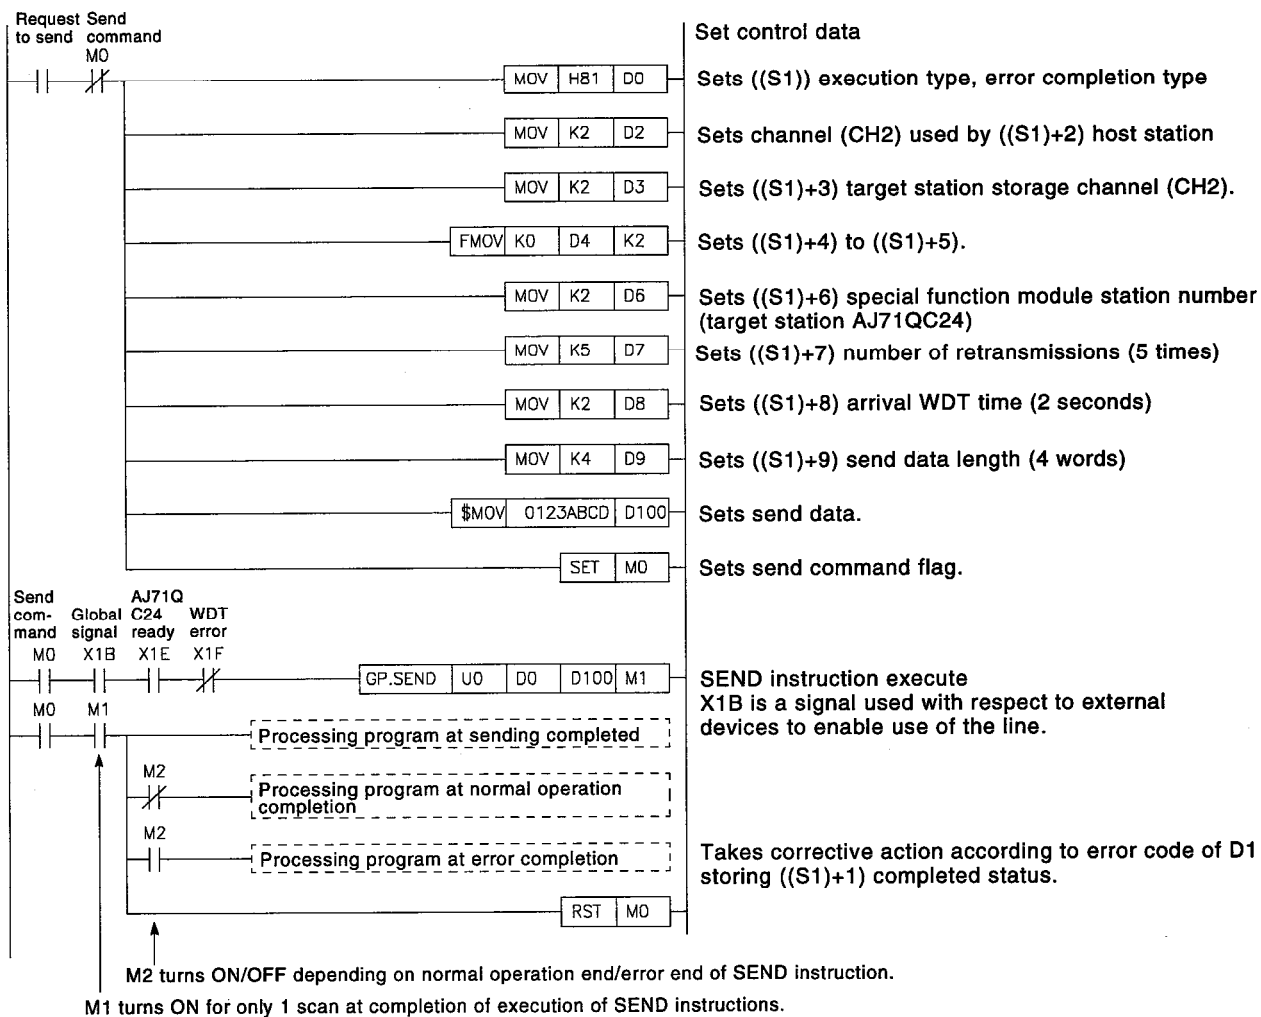 Request Send
to send command
M0
Set control data
MOV H81 D0
Sets ((S1)) execution type, error completion type
MOV K2 D2
Sets channel (CH2) used by ((S1)+2) host station
MOV K2 D3
Sets ((S1)+3) target station storage channel (CH2).
FMOV K0 D4 K2
Sets ((S1)+4) to ((S1)+5).
MOV K2 D6
Sets ((S1)+6) special function module station number
(target station AJ71QC24)
MOV K5 D7
Sets ((S1)+7) number of retransmissions (5 times)
MOV K2 D8
Sets ((S1)+8) arrival WDT time (2 seconds)
MOV K4 D9
Sets ((S1)+9) send data length (4 words)
$MOV 0123ABCD D100
Sets send data.
SET M0
Sets send command flag.
Send AJ71Q
com- Global C24 WDT
mand signal ready error
M0 X1B X1E X1F
GP.SEND U0 D0 D100 M1
SEND instruction execute
X1B is a signal used with respect to external
devices to enable use of the line.
M0 M1
Processing program at sending completed
M2
Processing program at normal operation
completion
M2
Processing program at error completion
Takes corrective action according to error code of D1
storing ((S1)+1) completed status.
RST M0
M2 turns ON/OFF depending on normal operation end/error end of SEND instruction.
M1 turns ON for only 1 scan at completion of execution of SEND instructions.